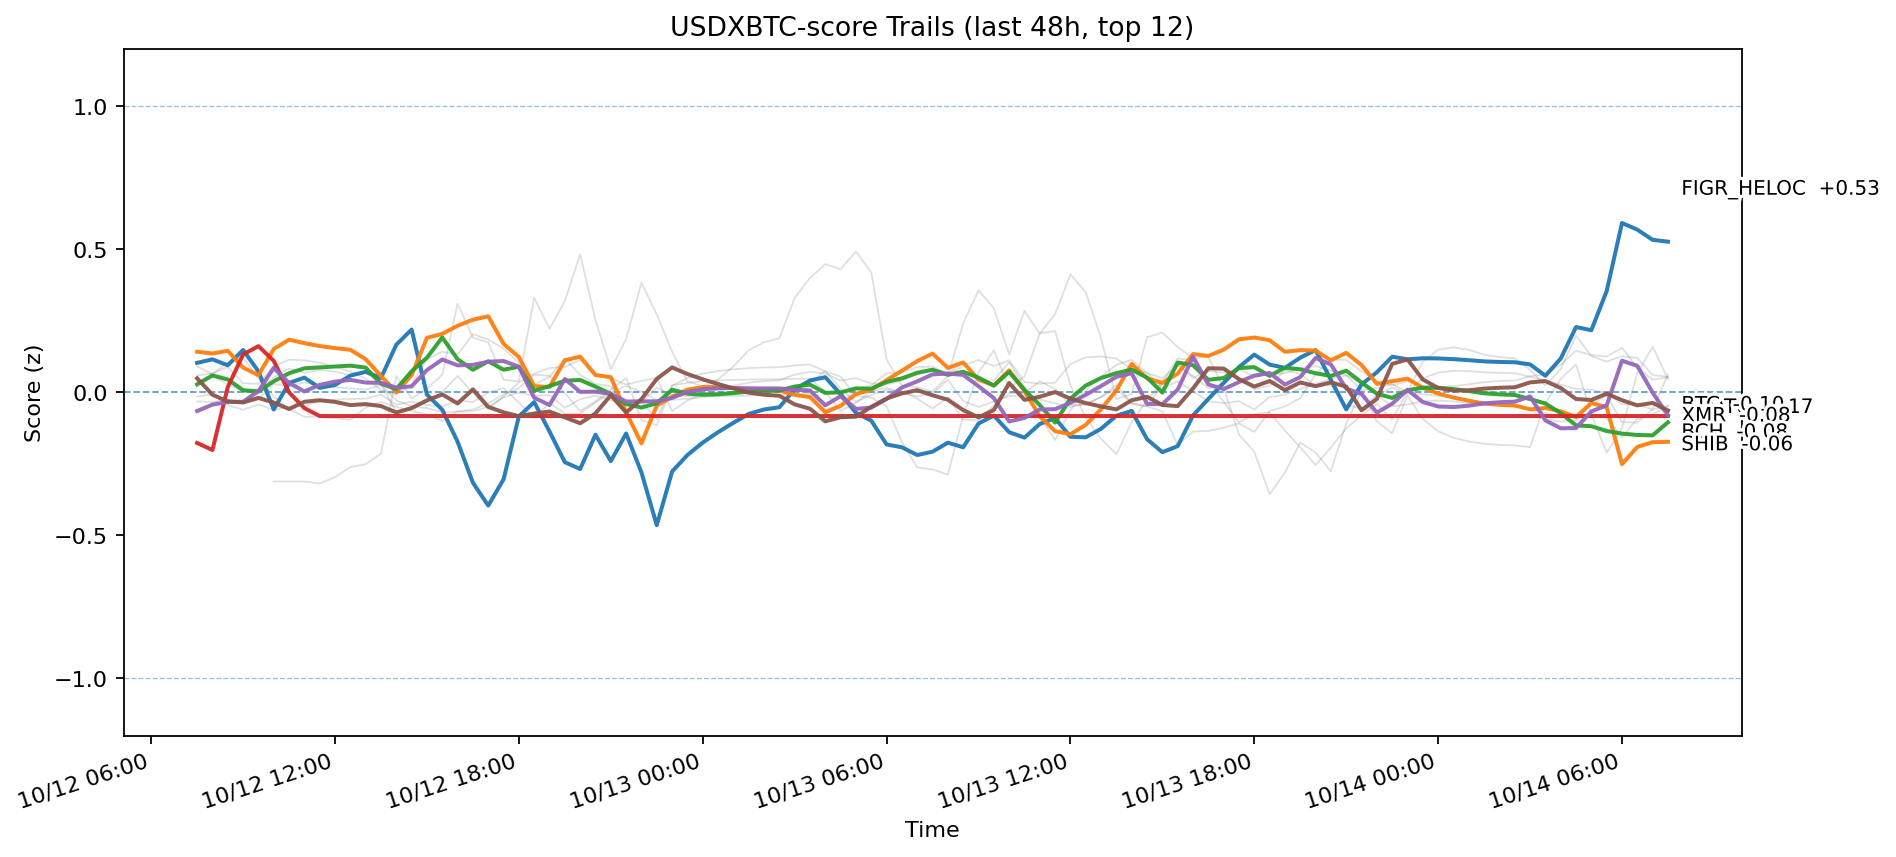 USDXBTC-score Trails (last 48h, top 12)
Score (z)
1.0
0.5
0.0
−0.5
−1.0
FIGR_HELOC +0.53
XMR -0.08
BCH -0.08
SHIB -0.06
10/12 06:00
10/12 12:00
10/12 18:00
10/13 00:00
10/13 06:00
10/13 12:00
10/13 18:00
10/14 00:00
10/14 06:00
Time